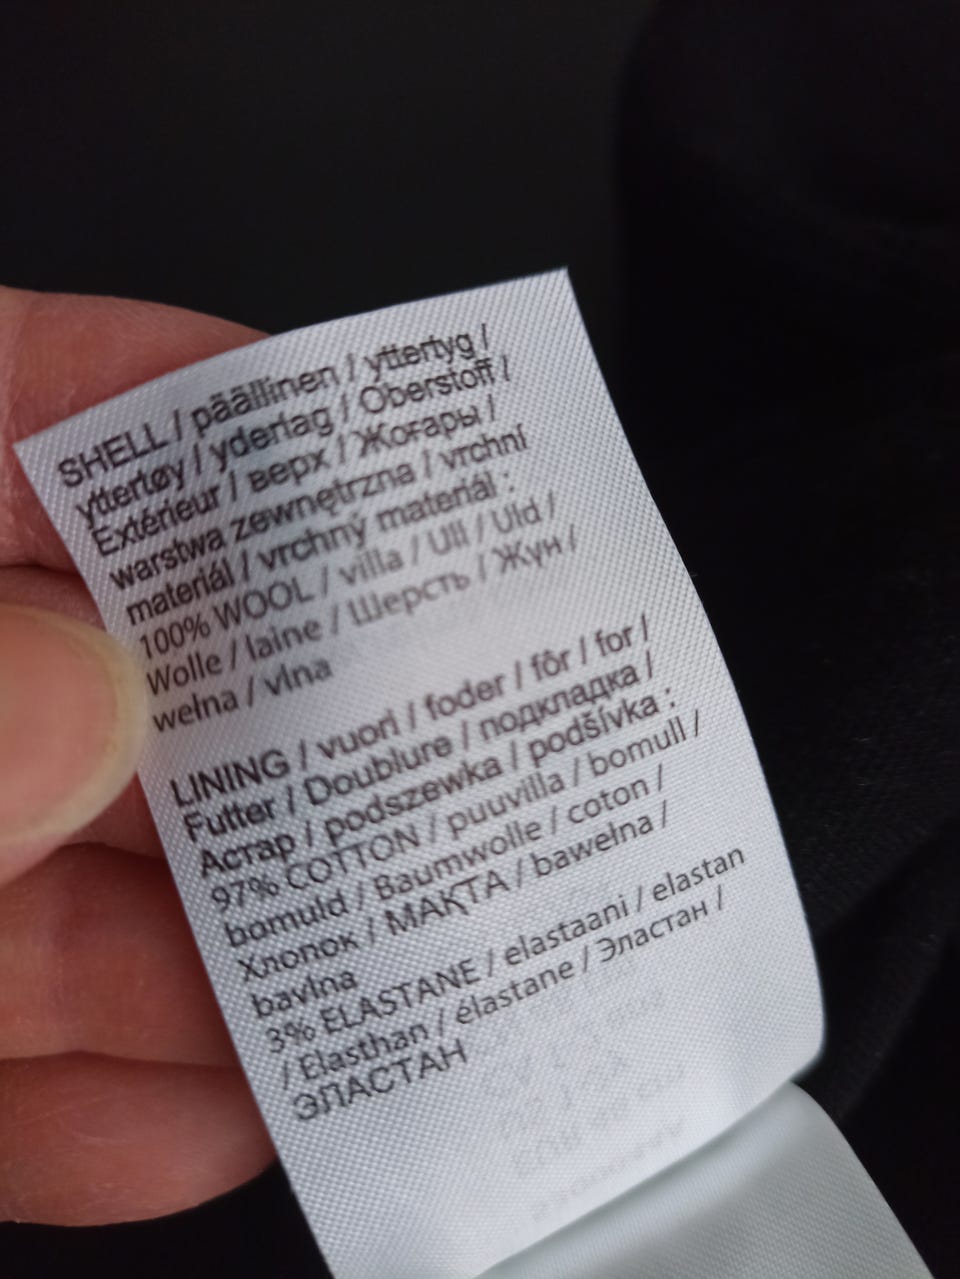 SHELL / päällinen / yttertyg /
yttertøy / yderlag / Oberstoff /
Extérieur / верх / Жоғары /
warstwa zewnętrzna / vrchní
materiál / vrchný materiál :
100% WOOL / villa / Ull / Uld /
Wolle / laine / Шерсть / Жүн /
wełna / vlna
LINING / vuori / foder / fôr / for /
Futter / Doublure / подкладка /
Астар / podszewka / podšívka :
97% COTTON / puuvilla / bomull /
bomuld / Baumwolle / coton /
Хлопок / МАҚТА / bawełna /
bavlna
3% ELASTANE / elastaani / elastan
/ Elasthan / élastane / Эластан /
ЭЛАСТАН